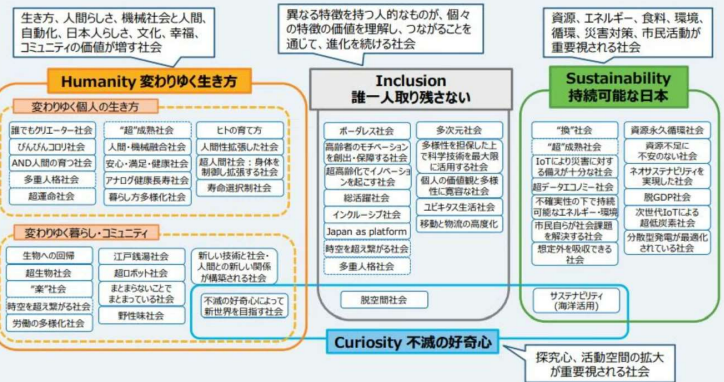 生き方、人間らしさ、機械社会と人間、
自動化、日本人らしさ、文化、幸福、
コミュニティの価値が増す社会
異なる特徴を持つ人的なものが、個々
の特徴の価値を理解し、つながることを
通じて、進化を続ける社会
資源、エネルギー、食料、環境、
循環、災害対策、市民活動が
重要視される社会
Humanity 変わりゆく生き方
変わりゆく個人の生き方
誰でもクリエーター社会
ぴんぴんコロリ社会
AND人間の育つ社会
多重人格社会
超運命社会
"超"成熟社会
人間・機械融合社会
安心・満足・健康社会
アナログ健康長寿社会
暮らし方多様化社会
ヒトの育て方
人間性拡張した社会
超人間社会：身体を
制御し拡張する社会
寿命選択制社会
変わりゆく暮らし・コミュニティ
生物への回帰
超生物社会
"楽"社会
時空を超え繋がる社会
労働の多様化社会
江戸銭湯社会
超ロボット社会
まとまらないことで
まとまっている社会
野性味社会
新しい技術と社会・
人間との新しい関係
が構築される社会
不滅の好奇心によって
新世界を目指す社会
Inclusion
誰一人取り残さない
ボーダレス社会
高齢者のモチベーション
を創出・保障する社会
超高齢化でイノベーション
を起こす社会
総活躍社会
インクルーシブ社会
Japan as platform
時空を超え繋がる社会
多重人格社会
多次元社会
多様性を担保した上
で科学技術を最大限
に活用する社会
個人の価値観と多様
性に寛容な社会
ユビキタス生活社会
移動と物流の高度化
脱空間社会
Sustainability
持続可能な日本
"換"社会
"超"成熟社会
IoTにより災害に対す
る備えが十分な社会
超データエコノミー社会
不確実性の下で持続
可能なエネルギー・環境
市民自らが社会課題
を解決する社会
想定外を吸収できる
社会
資源永久循環社会
資源不足に
不安のない社会
ネオサステナビリティを
実現した社会
脱GDP社会
次世代IoTによる
超低炭素社会
分散型発電が最適化
されている社会
サステナビリティ
(海洋活用)
Curiosity 不滅の好奇心
探究心、活動空間の拡大
が重要視される社会